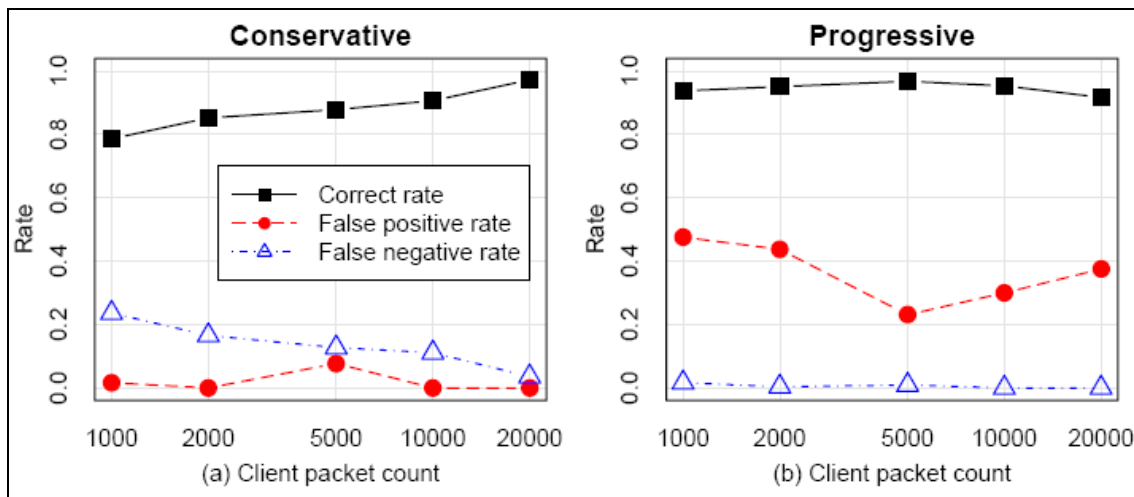 Conservative
Rate
0.0 0.2 0.4 0.6 0.8 1.0
Correct rate
False positive rate
False negative rate
1000 2000 5000 10000 20000
(a) Client packet count
Progressive
Rate
0.0 0.2 0.4 0.6 0.8 1.0
1000 2000 5000 10000 20000
(b) Client packet count